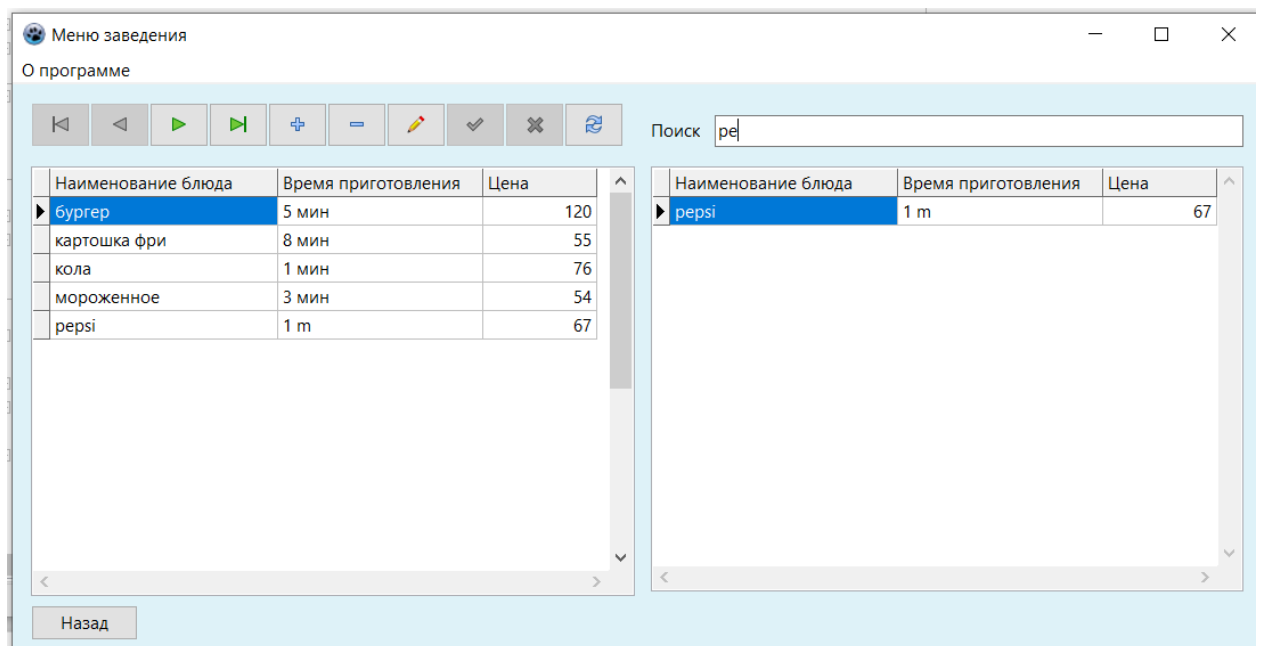 Меню заведения
О программе
Поиск ре
Наименование блюда Время приготовления Цена
бургер 5 мин 120
картошка фри 8 мин 55
кола 1 мин 76
мороженное 3 мин 54
pepsi 1 m 67
Наименование блюда Время приготовления Цена
pepsi 1 m 67
Назад